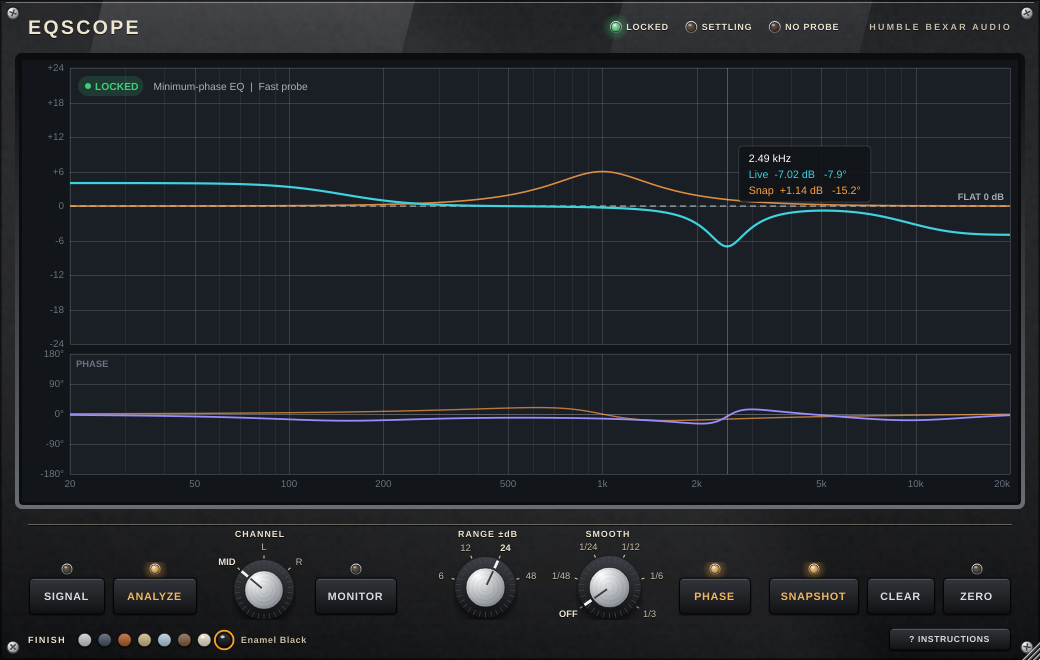 EQSCOPE
LOCKED SETTLING NO PROBE HUMBLE BEXAR AUDIO
+24
LOCKED Minimum-phase EQ | Fast probe
+18
+12
2.49 kHz
+6
Live -7.02 dB -7.9°
Snap +1.14 dB -15.2°
FLAT 0 dB
0
-6
-12
-18
-24
180°
PHASE
90°
0°
-90°
-180°
20 50 100 200 500 1k 2k 5k 10k 20k
CHANNEL RANGE ±dB SMOOTH
L 12 24 1/24 1/12
MID R 6 48 1/48 1/6
SIGNAL ANALYZE MONITOR PHASE SNAPSHOT CLEAR ZERO
OFF 1/3
FINISH Enamel Black ? INSTRUCTIONS